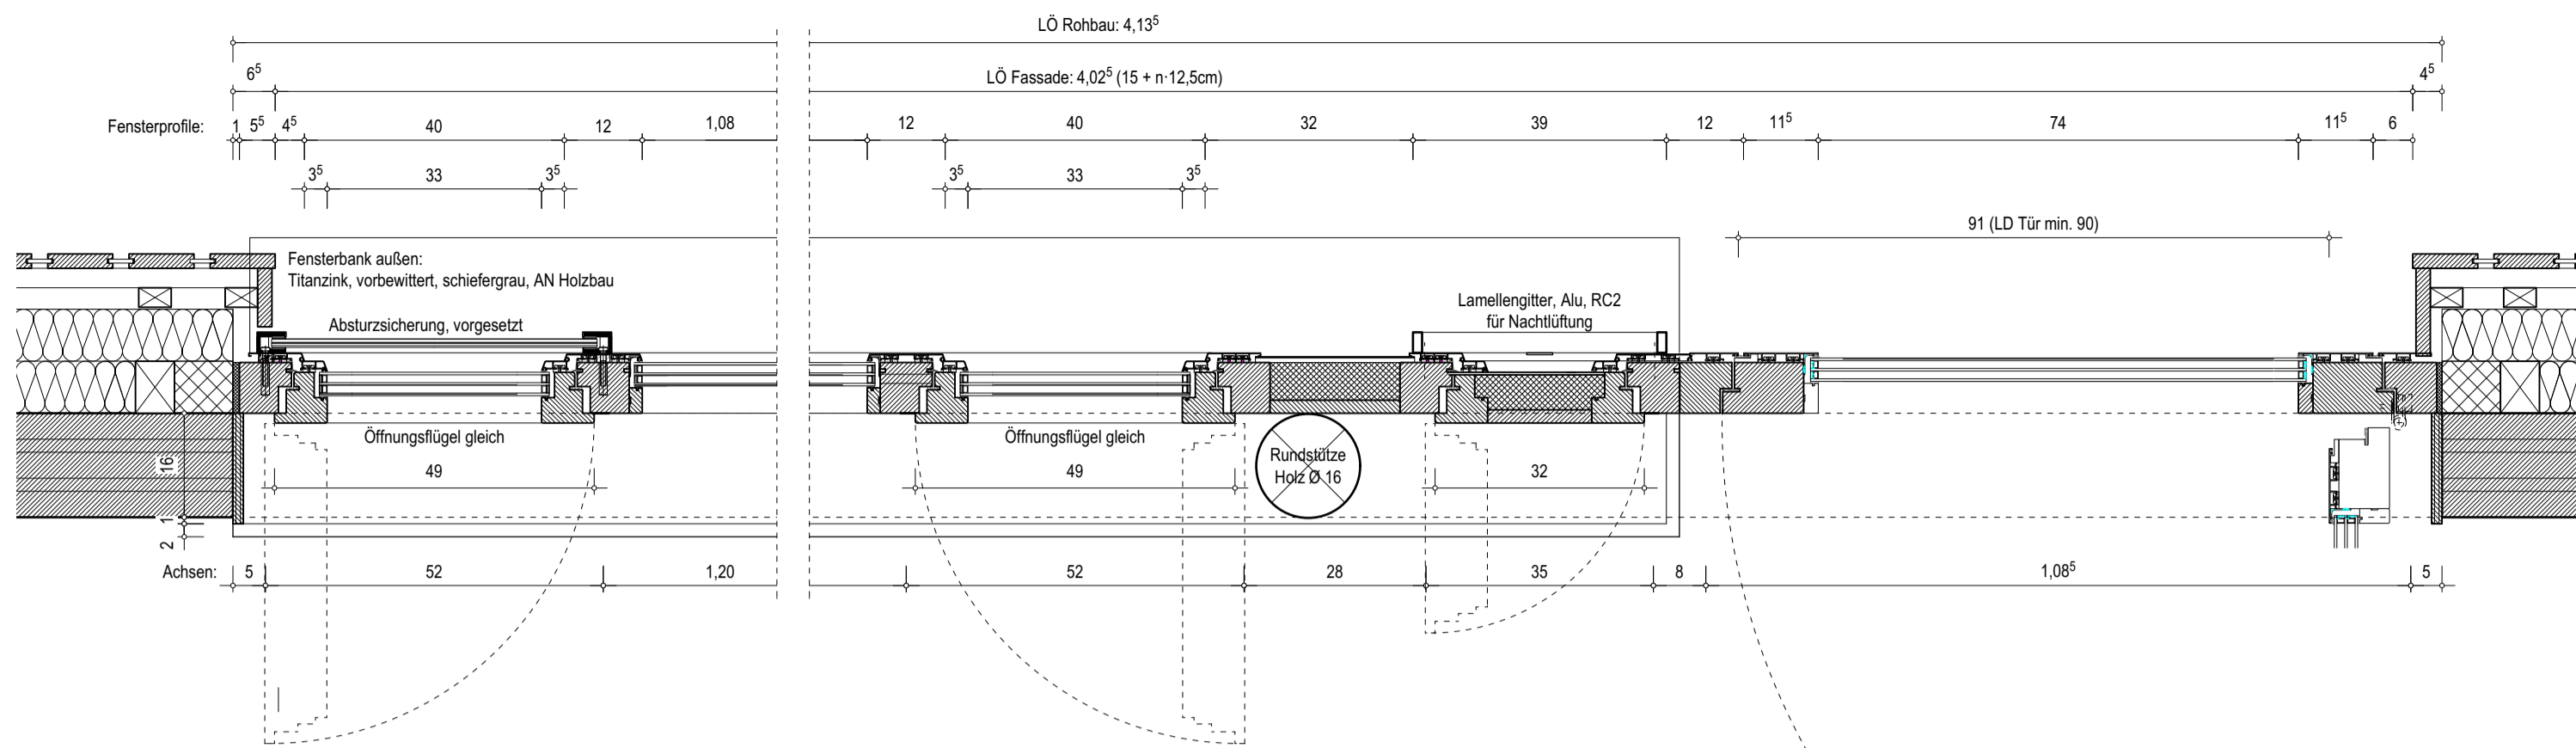 LÖ Rohbau: 4,13⁵
6⁵
LÖ Fassade: 4,02⁵ (15 + n·12,5cm)
4⁵
Fensterprofile: 1 5⁵ 4⁵ 40 12 1,08 12 40 32 39 12 11⁵ 74 11⁵ 6
3⁵ 33 3⁵ 3⁵ 33 3⁵
91 (LD Tür min. 90)
Fensterbank außen:
Titanzink, vorbewittert, schiefergrau, AN Holzbau
Absturzsicherung, vorgesetzt
Lamellengitter, Alu, RC2
für Nachtlüftung
Öffnungsflügel gleich
49
Öffnungsflügel gleich
49
Rundstütze
Holz Ø 16
32
16
1
2
Achsen: 5 52 1,20 52 28 35 8 1,08⁵ 5